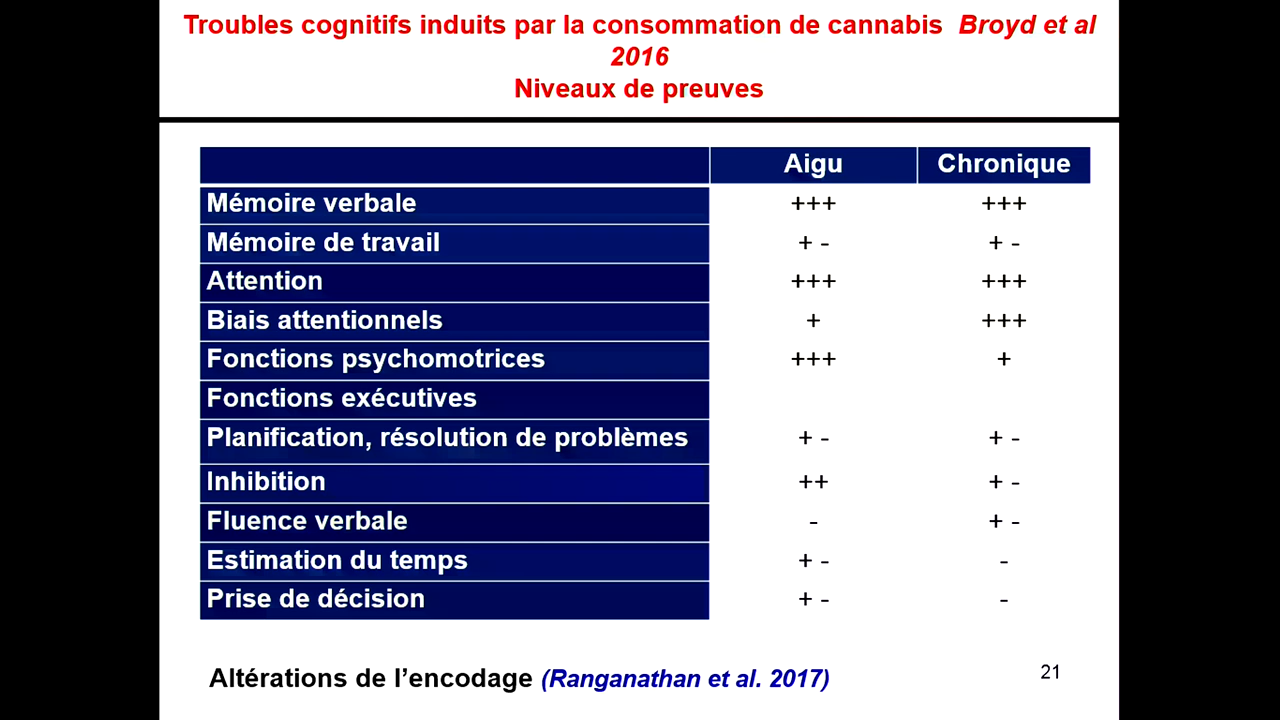 Troubles cognitifs induits par la consommation de cannabis Broyd et al
2016
Niveaux de preuves
Aigu Chronique
Mémoire verbale +++ +++
Mémoire de travail + - + -
Attention +++ +++
Biais attentionnels + +++
Fonctions psychomotrices +++ +
Fonctions exécutives
Planification, résolution de problèmes + - + -
Inhibition ++ + -
Fluence verbale - + -
Estimation du temps + - -
Prise de décision + - -
Altérations de l’encodage (Ranganathan et al. 2017)
21